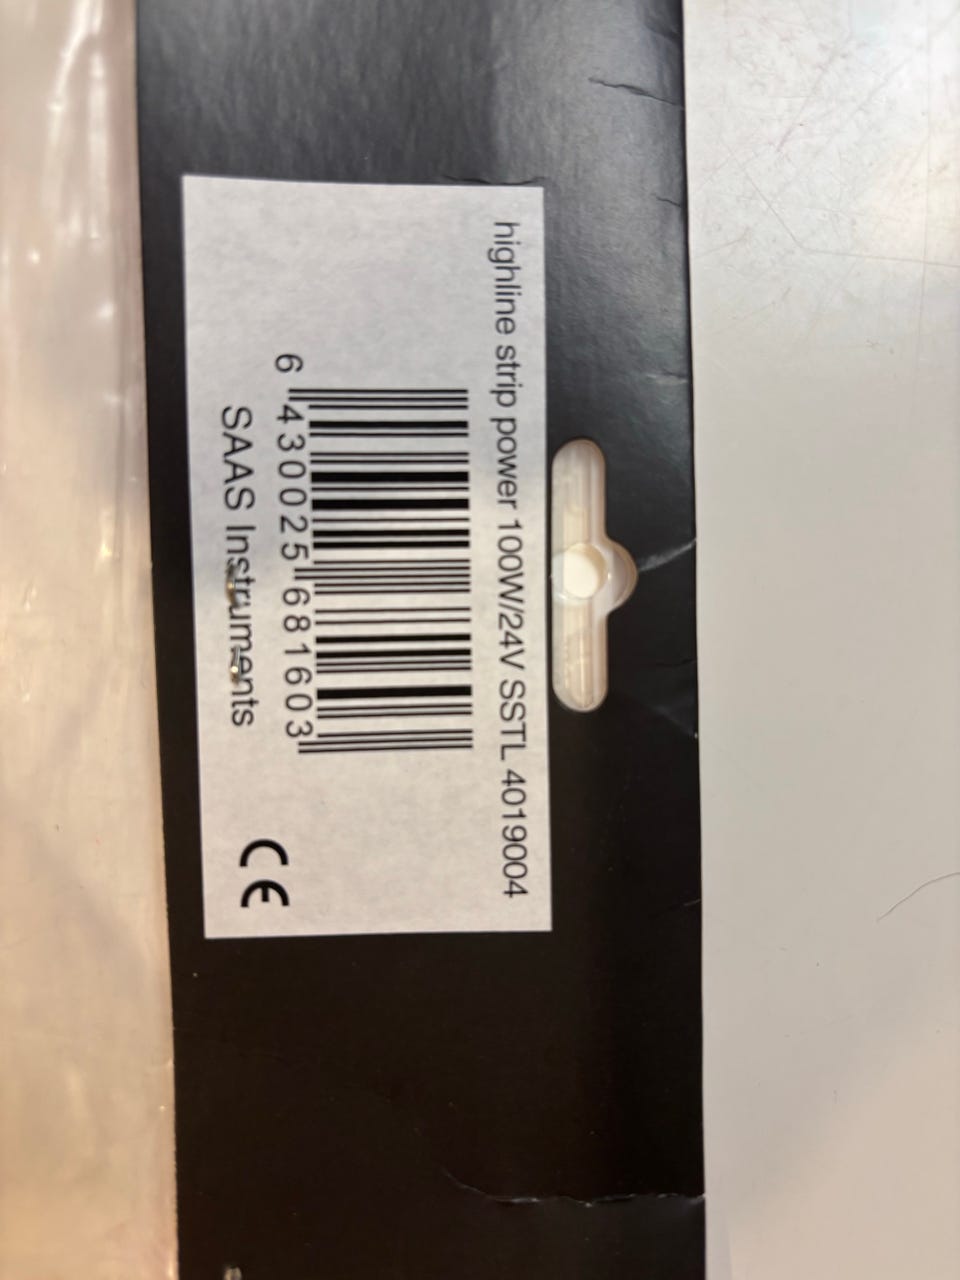 highline strip power 100W/24V SSTL 4019004
6 430025 681603
SAAS Instruments
CE